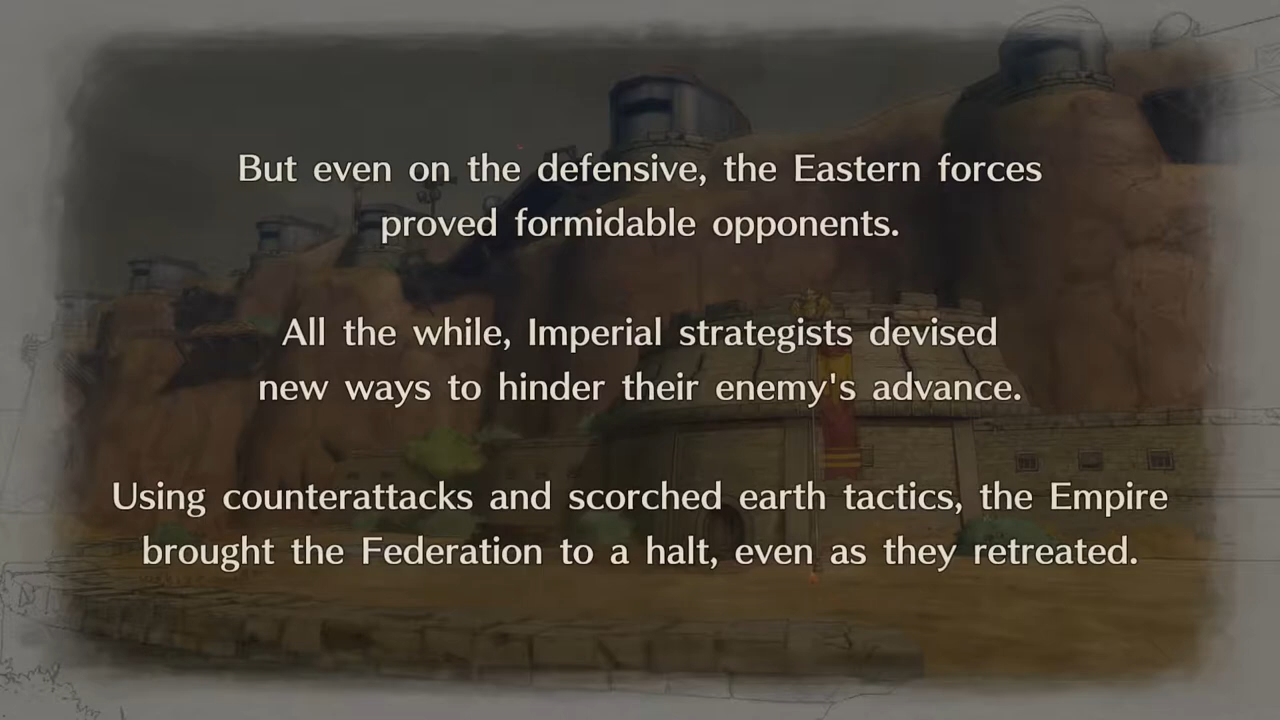 But even on the defensive, the Eastern forces
proved formidable opponents.
All the while, Imperial strategists devised
new ways to hinder their enemy's advance.
Using counterattacks and scorched earth tactics, the Empire
brought the Federation to a halt, even as they retreated.